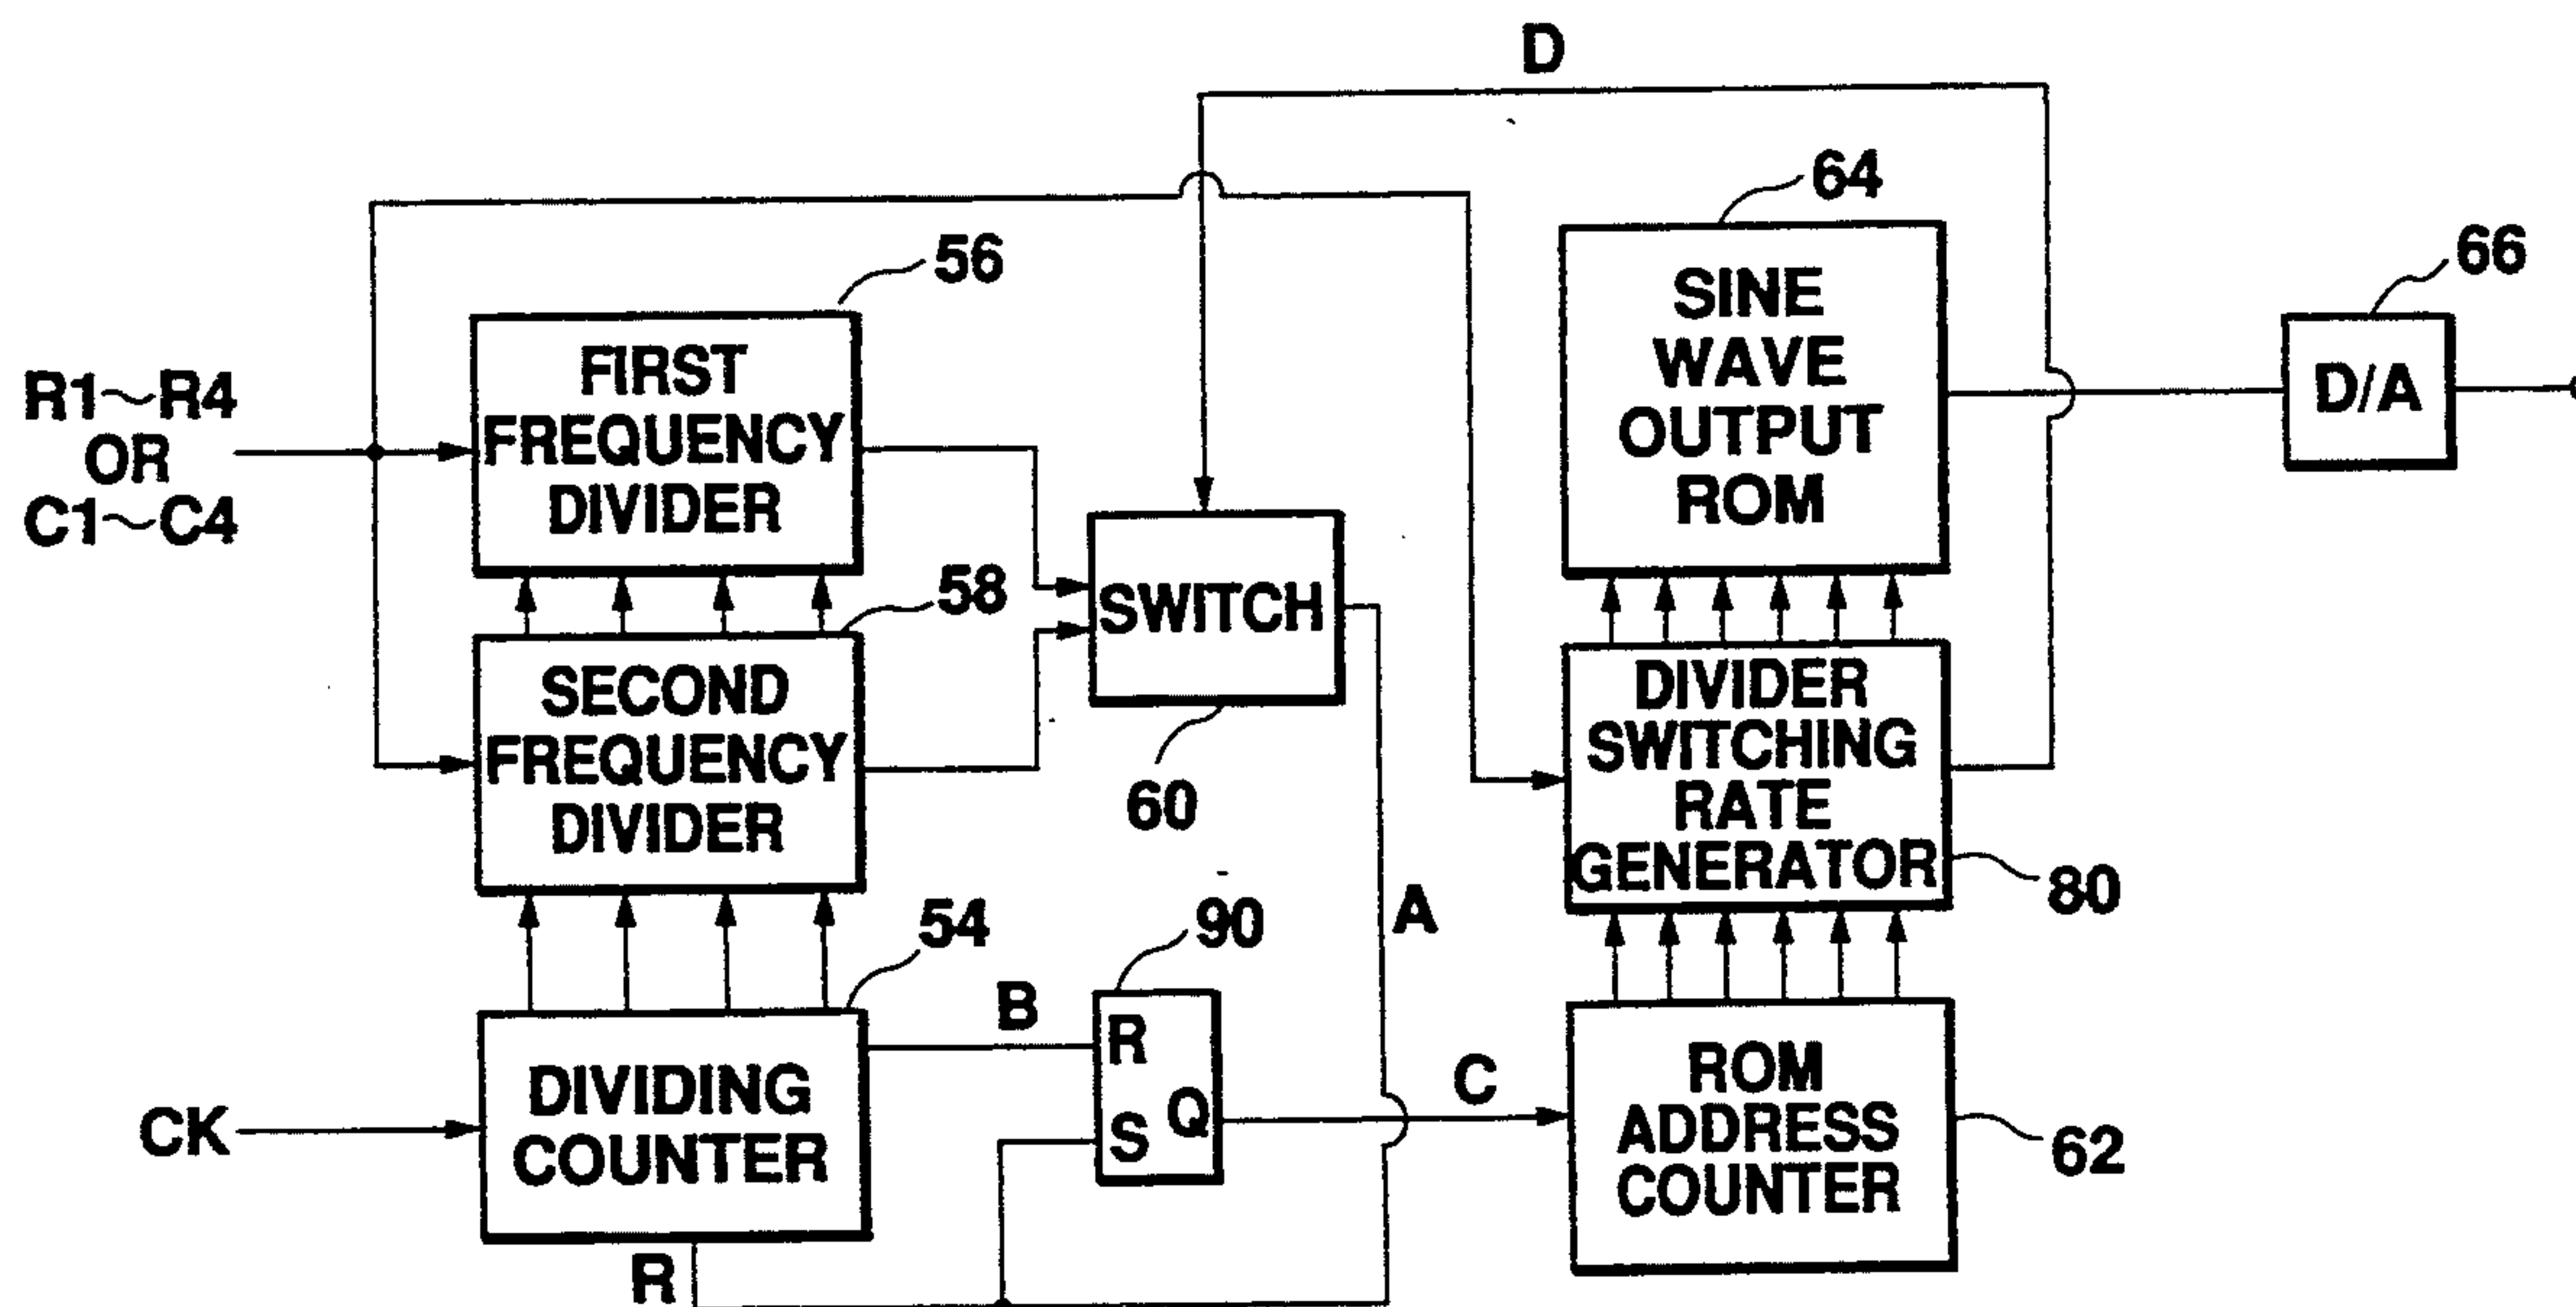 D
64
56
66
SINE
WAVE
OUTPUT
ROM
D/A
R1~R4
OR
C1~C4
FIRST
FREQUENCY
DIVIDER
58
SWITCH
60
SECOND
FREQUENCY
DIVIDER
DIVIDER
SWITCHING
RATE
GENERATOR
80
54
90
A
B
R
S
Q
C
CK
DIVIDING
COUNTER
R
ROM
ADDRESS
COUNTER
62